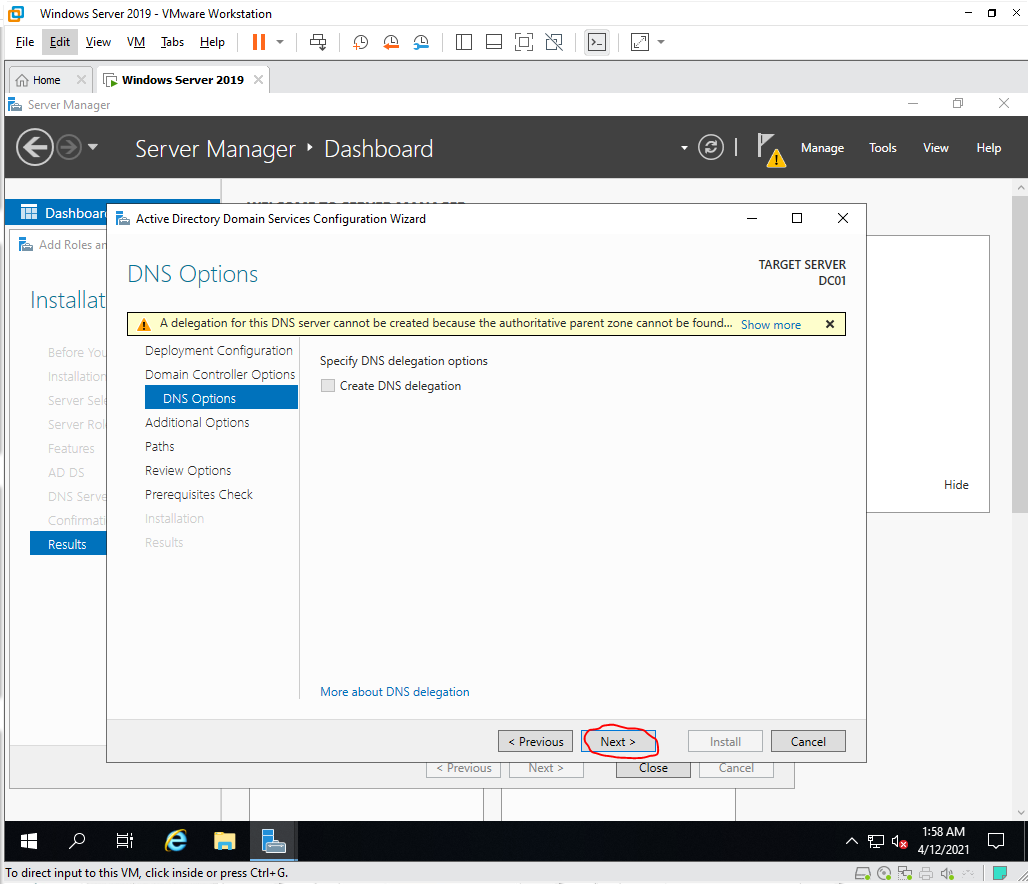 Windows Server 2019 - VMware Workstation
File Edit View VM Tabs Help
Home Windows Server 2019
Server Manager
Server Manager Dashboard
Manage Tools View Help
Dashboar
Active Directory Domain Services Configuration Wizard
Add Roles an
Installat
Before You
Installation
Server Sele
Server Role
Features
AD DS
DNS Serve
Confirmati
Results
DNS Options
TARGET SERVER
DC01
A delegation for this DNS server cannot be created because the authoritative parent zone cannot be found... Show more
Deployment Configuration
Domain Controller Options
DNS Options
Additional Options
Paths
Review Options
Prerequisites Check
Installation
Results
Specify DNS delegation options
Create DNS delegation
More about DNS delegation
Hide
< Previous Next > Install Cancel
< Previous Next > Close Cancel
1:58 AM
4/12/2021
To direct input to this VM, click inside or press Ctrl+G.